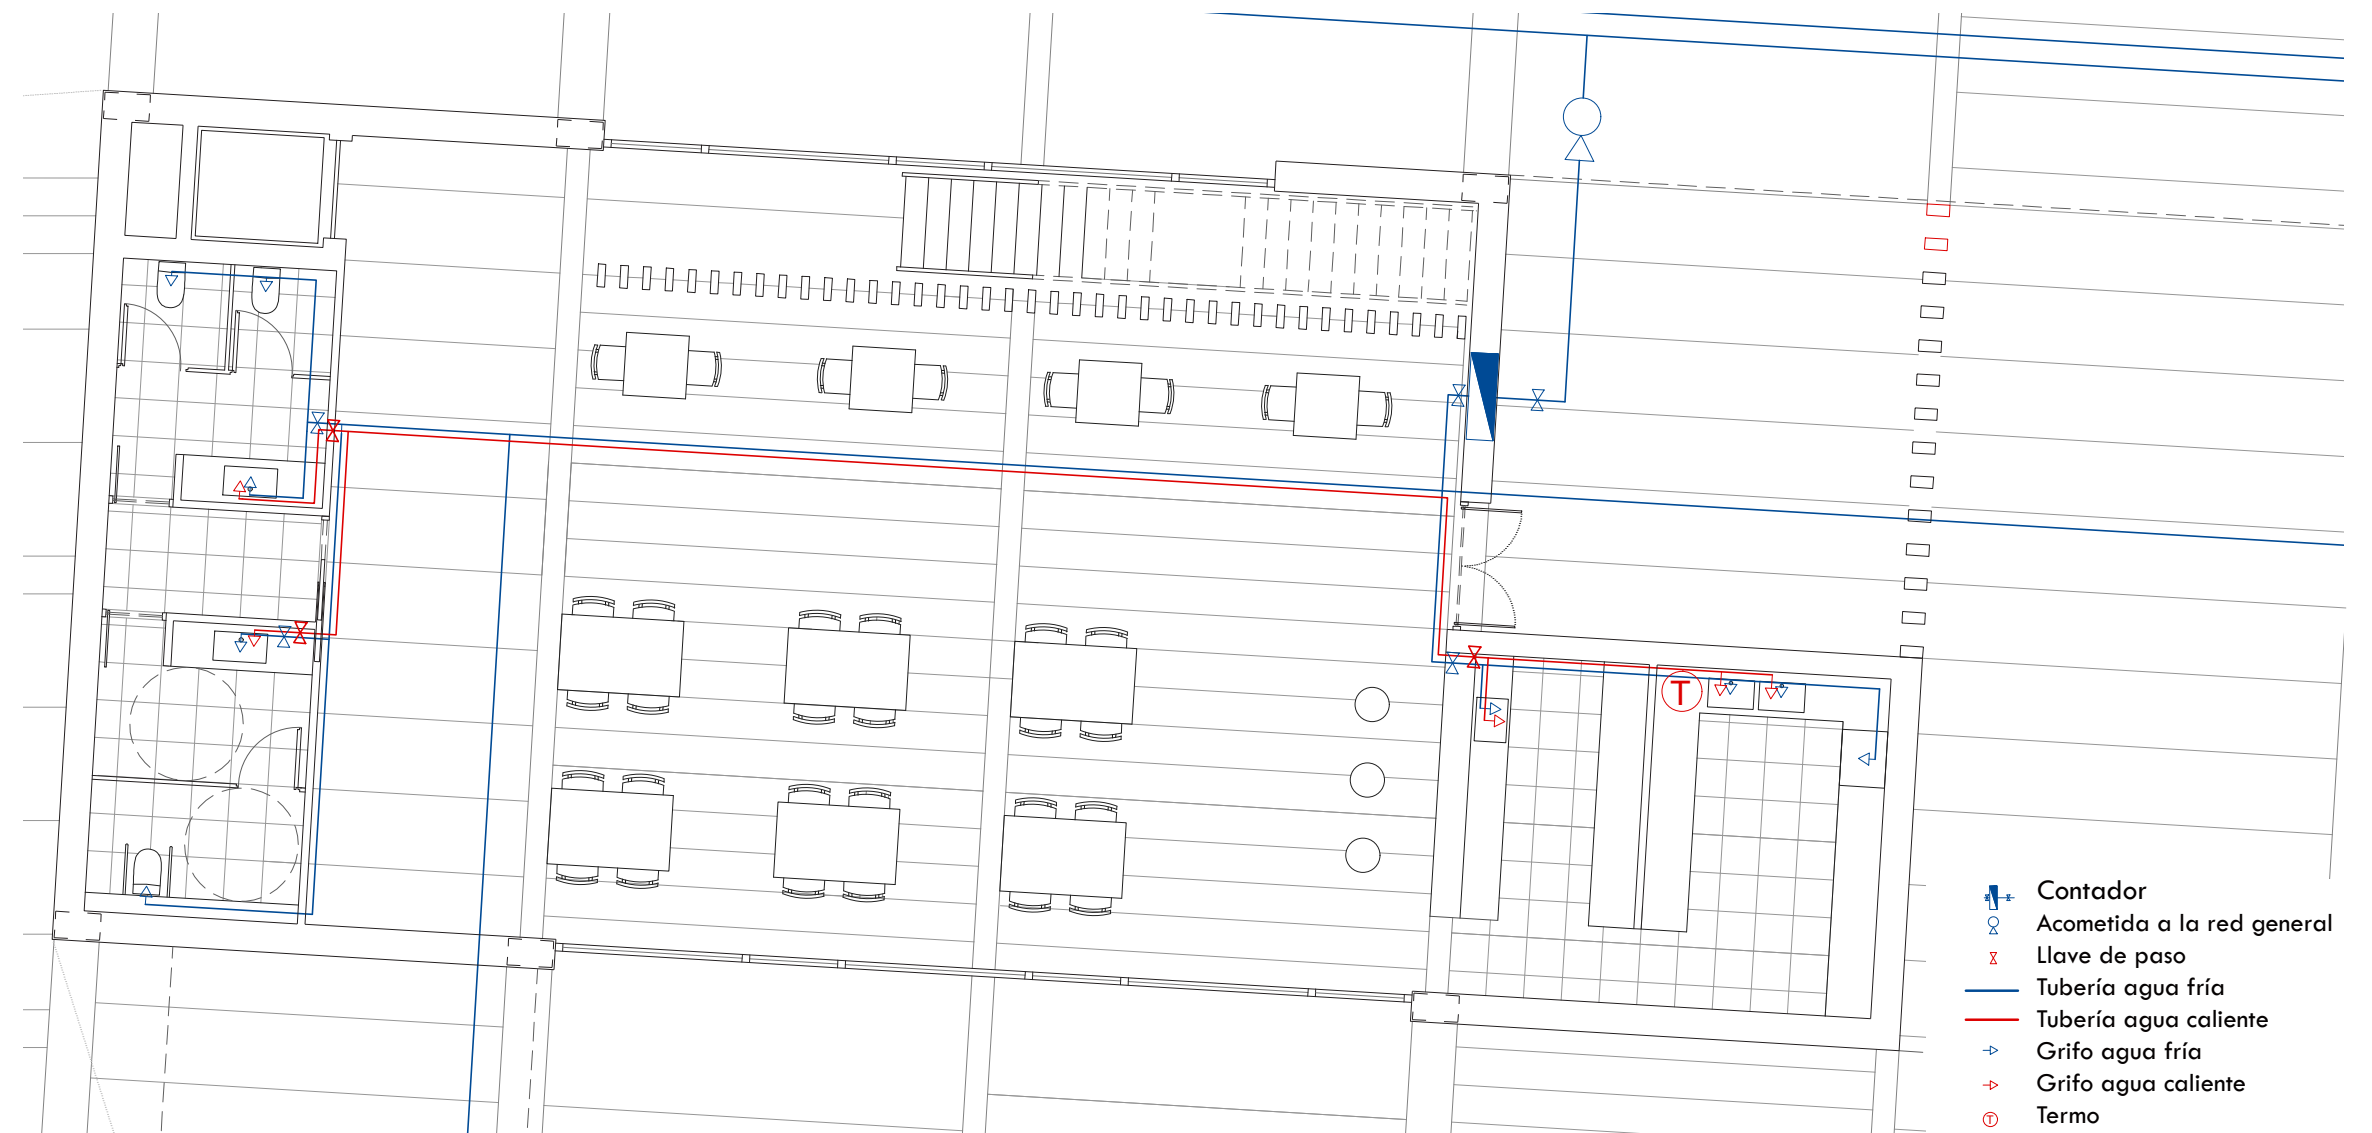 T
Contador
Acometida a la red general
Llave de paso
Tubería agua fría
Tubería agua caliente
Grifo agua fría
Grifo agua caliente
T Termo